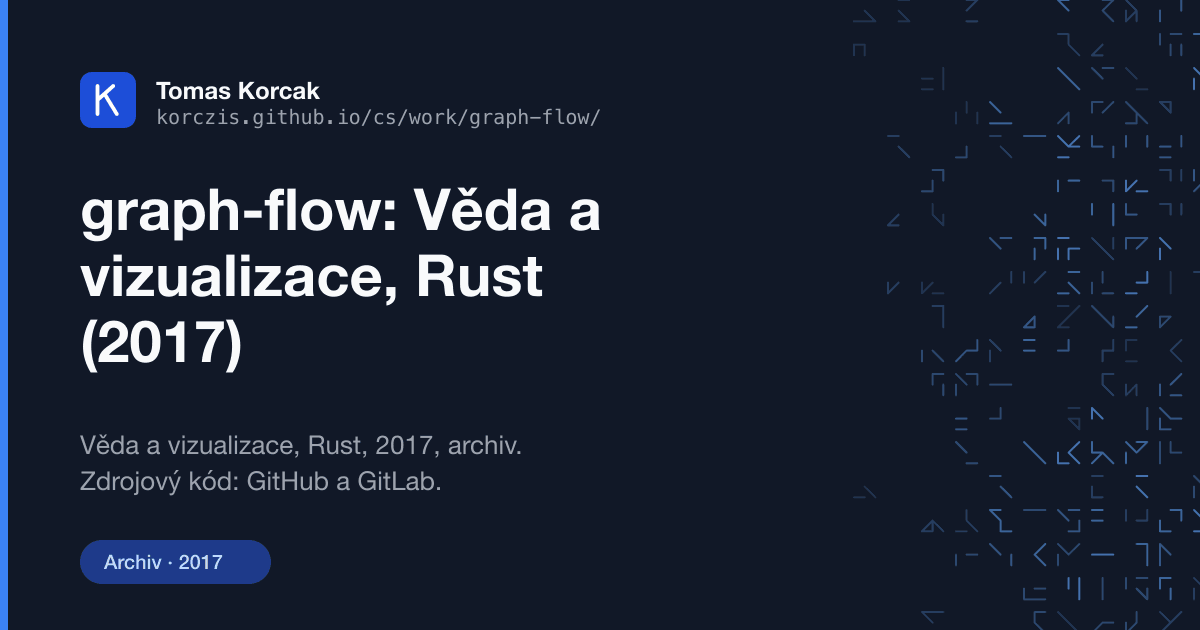 K
Tomas Korcak
korczis.github.io/cs/work/graph-flow/
graph-flow: Věda a
vizualizace, Rust
(2017)
Věda a vizualizace, Rust, 2017, archiv.
Zdrojový kód: GitHub a GitLab.
Archiv · 2017